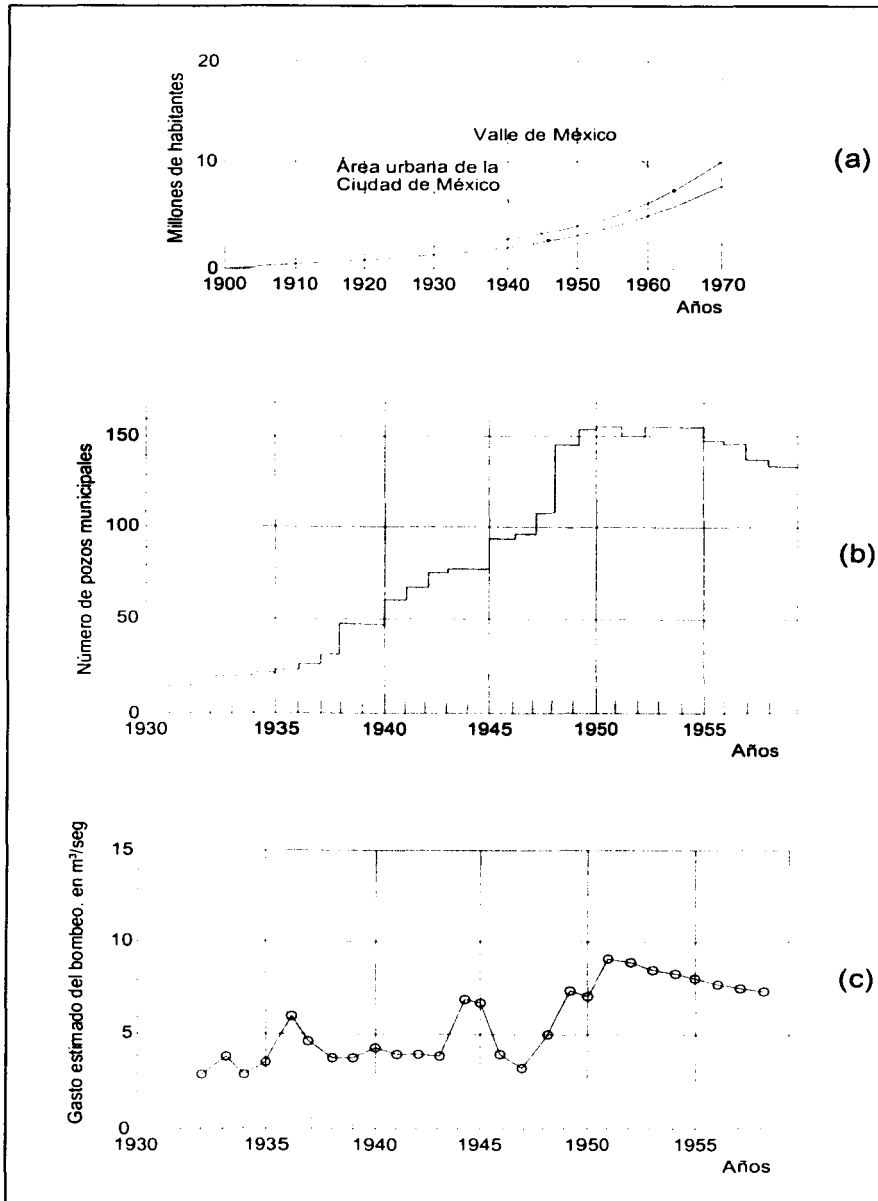 Millones de habitantes
20
10
0
Valle de México
Área urbana de la
Ciudad de México
1900 1910 1920 1930 1940 1950 1960 1970
Años
(a)
Número de pozos municipales
150
100
50
0
1930 1935 1940 1945 1950 1955
Años
(b)
Gasto estimado del bombeo. en m³/seg
15
10
5
0
1930 1935 1940 1945 1950 1955
Años
(c)